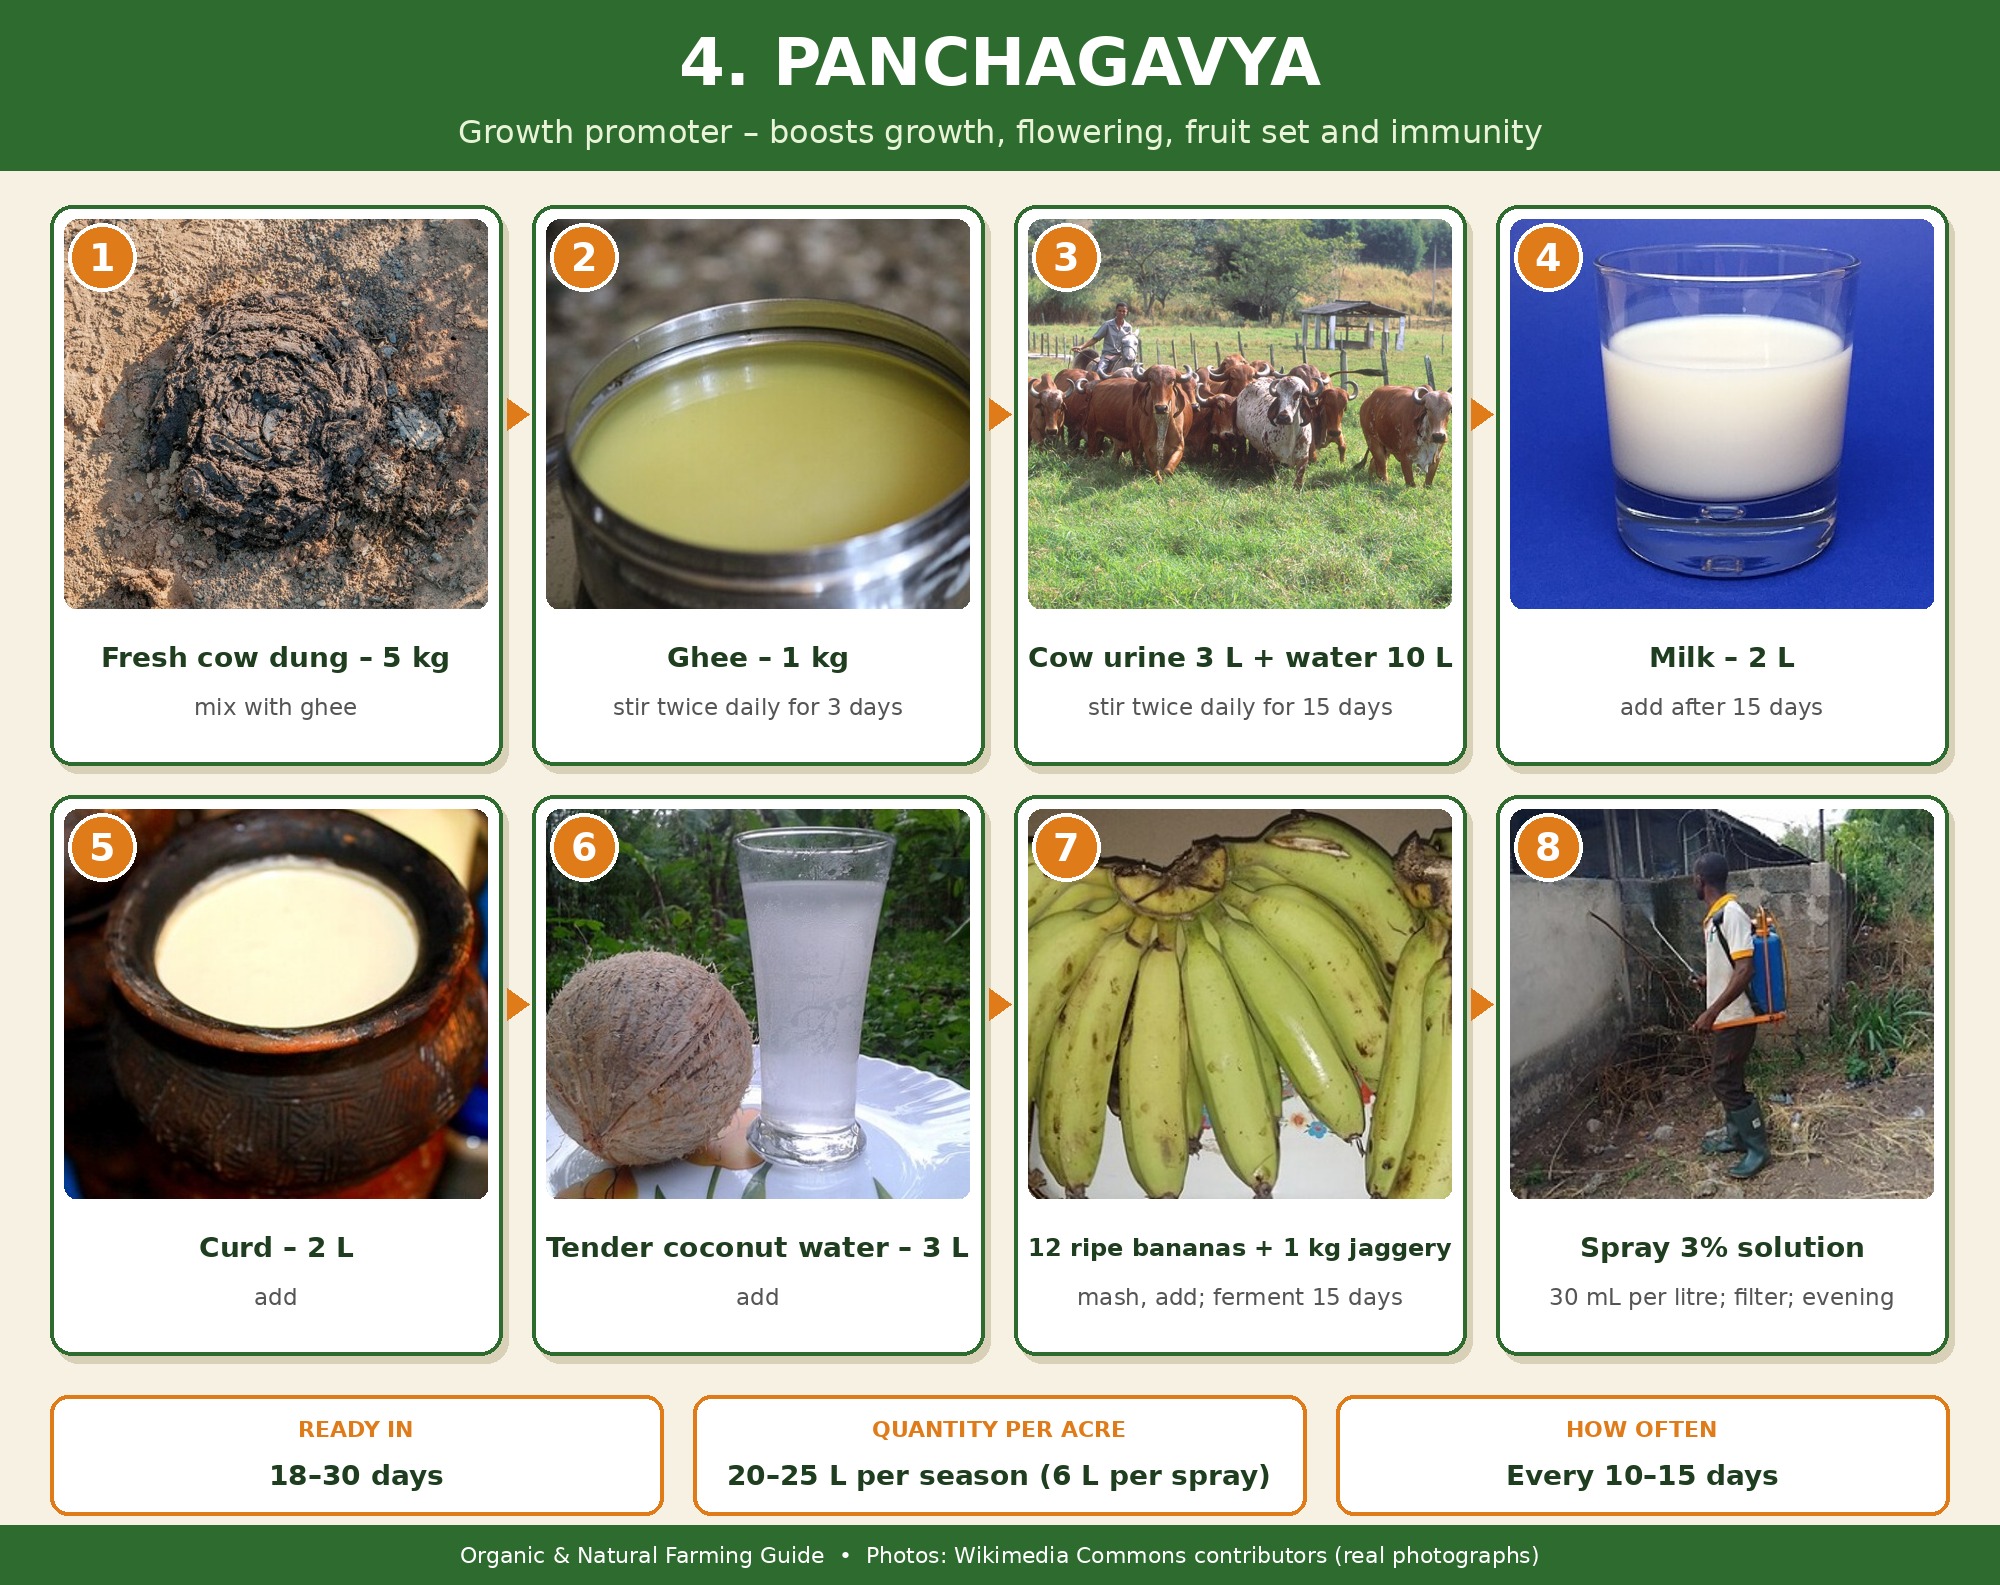 4. PANCHAGAVYA
Growth promoter – boosts growth, flowering, fruit set and immunity
1
Fresh cow dung – 5 kg
mix with ghee
2
Ghee – 1 kg
stir twice daily for 3 days
3
Cow urine 3 L + water 10 L
stir twice daily for 15 days
4
Milk – 2 L
add after 15 days
5
Curd – 2 L
add
6
Tender coconut water – 3 L
add
7
12 ripe bananas + 1 kg jaggery
mash, add; ferment 15 days
8
Spray 3% solution
30 mL per litre; filter; evening
READY IN
18–30 days
QUANTITY PER ACRE
20–25 L per season (6 L per spray)
HOW OFTEN
Every 10–15 days
Organic & Natural Farming Guide • Photos: Wikimedia Commons contributors (real photographs)